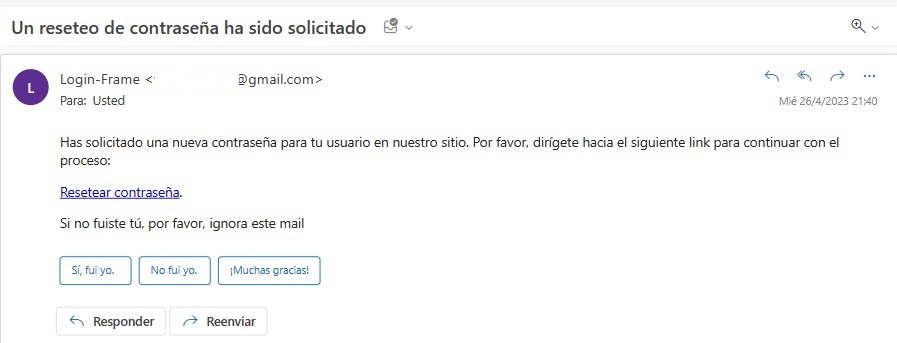 Un reseteo de contraseña ha sido solicitado
L
Login-Frame < @gmail.com>
Para: Usted
Mié 26/4/2023 21:40
Has solicitado una nueva contraseña para tu usuario en nuestro sitio. Por favor, dirígete hacia el siguiente link para continuar con el
proceso:
Resetear contraseña.
Si no fuiste tú, por favor, ignora este mail
Sí, fui yo. No fui yo. ¡Muchas gracias!
Responder Reenviar